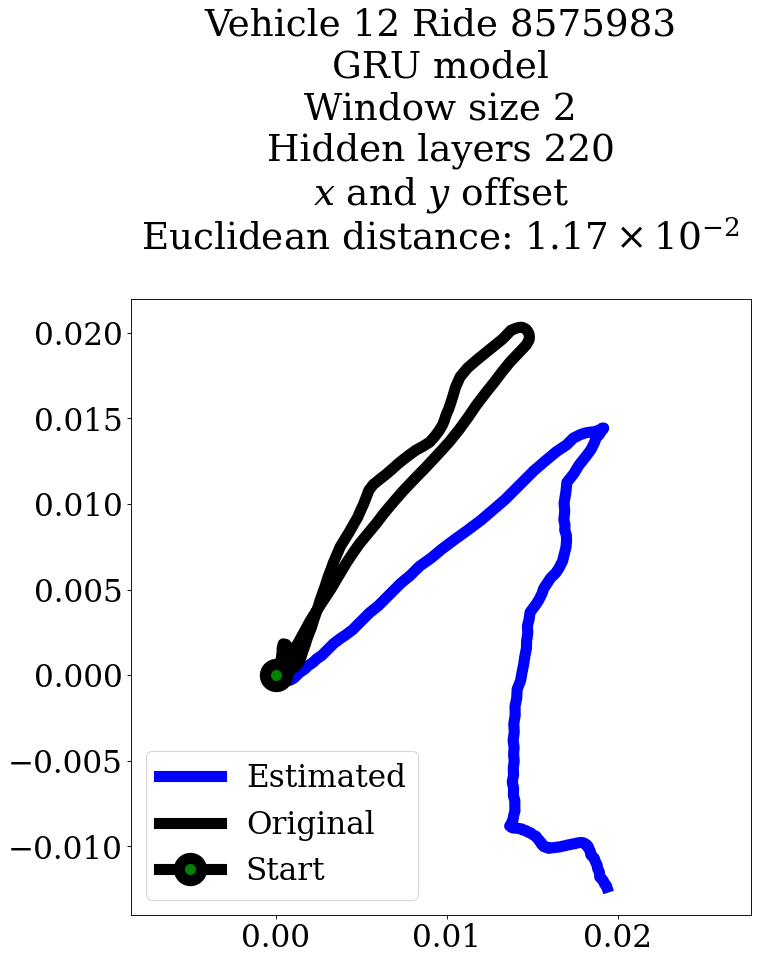 Vehicle 12 Ride 8575983
GRU model
Window size 2
Hidden layers 220
x and y offset
Euclidean distance: 1.17 × 10⁻²
0.020
0.015
0.010
0.005
0.000
−0.005
−0.010
Estimated
Original
Start
0.00 0.01 0.02